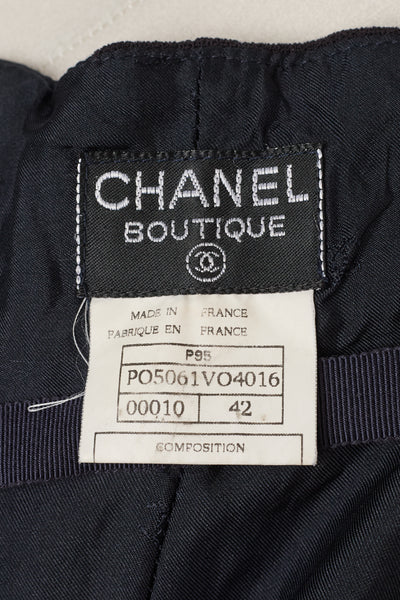 CHANEL
BOUTIQUE
MADE IN FRANCE
FABRIQUE EN FRANCE
P95
PO5061VO4016
00010 42
COMPOSITION